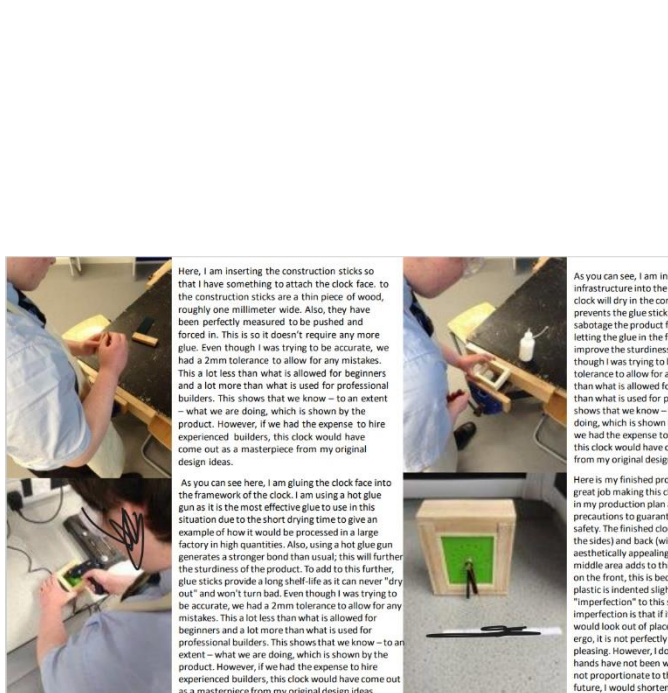 Here, I am inserting the construction sticks so
that I have something to attach the clock face. to
the construction sticks are a thin piece of wood,
roughly one millimeter wide. Also, they have
been perfectly measured to be pushed and
forced in. This is so it doesn't require any more
glue. Even though I was trying to be accurate, we
had a 2mm tolerance to allow for any mistakes.
This a lot less than what is allowed for beginners
and a lot more than what is used for professional
builders. This shows that we know – to an extent
– what we are doing, which is shown by the
product. However, if we had the expense to hire
experienced builders, this clock would have
come out as a masterpiece from my original
design ideas.
As you can see here, I am gluing the clock face into
the framework of the clock. I am using a hot glue
gun as it is the most effective glue to use in this
situation due to the short drying time to give an
example of how it would be processed in a large
factory in high quantities. Also, using a hot glue gun
generates a stronger bond than usual; this will further
the sturdiness of the product. To add to this further,
glue sticks provide a long shelf-life as it can never "dry
out" and won't turn bad. Even though I was trying to
be accurate, we had a 2mm tolerance to allow for any
mistakes. This a lot less than what is allowed for
beginners and a lot more than what is used for
professional builders. This shows that we know – to an
extent – what we are doing, which is shown by the
product. However, if we had the expense to hire
experienced builders, this clock would have come out
as a masterpiece from my original design ideas.
As you can see, I am in
infrastructure into the
clock will dry in the cor
prevents the glue stick
sabotage the product f
letting the glue in the f
improve the sturdiness
though I was trying to
tolerance to allow for a
than what is allowed fo
than what is used for p
shows that we know –
doing, which is shown
we had the expense to
this clock would have c
from my original desig
Here is my finished pro
great job making this c
in my production plan
precautions to guarant
safety. The finished clo
the sides) and back (wi
aesthetically appealing
middle area adds to th
on the front, this is bec
plastic is indented sligh
"imperfection" to this
imperfection is that if i
would look out of place
ergo, it is not perfectly
pleasing. However, I do
hands have not been w
not proportionate to t
future, I would shorten